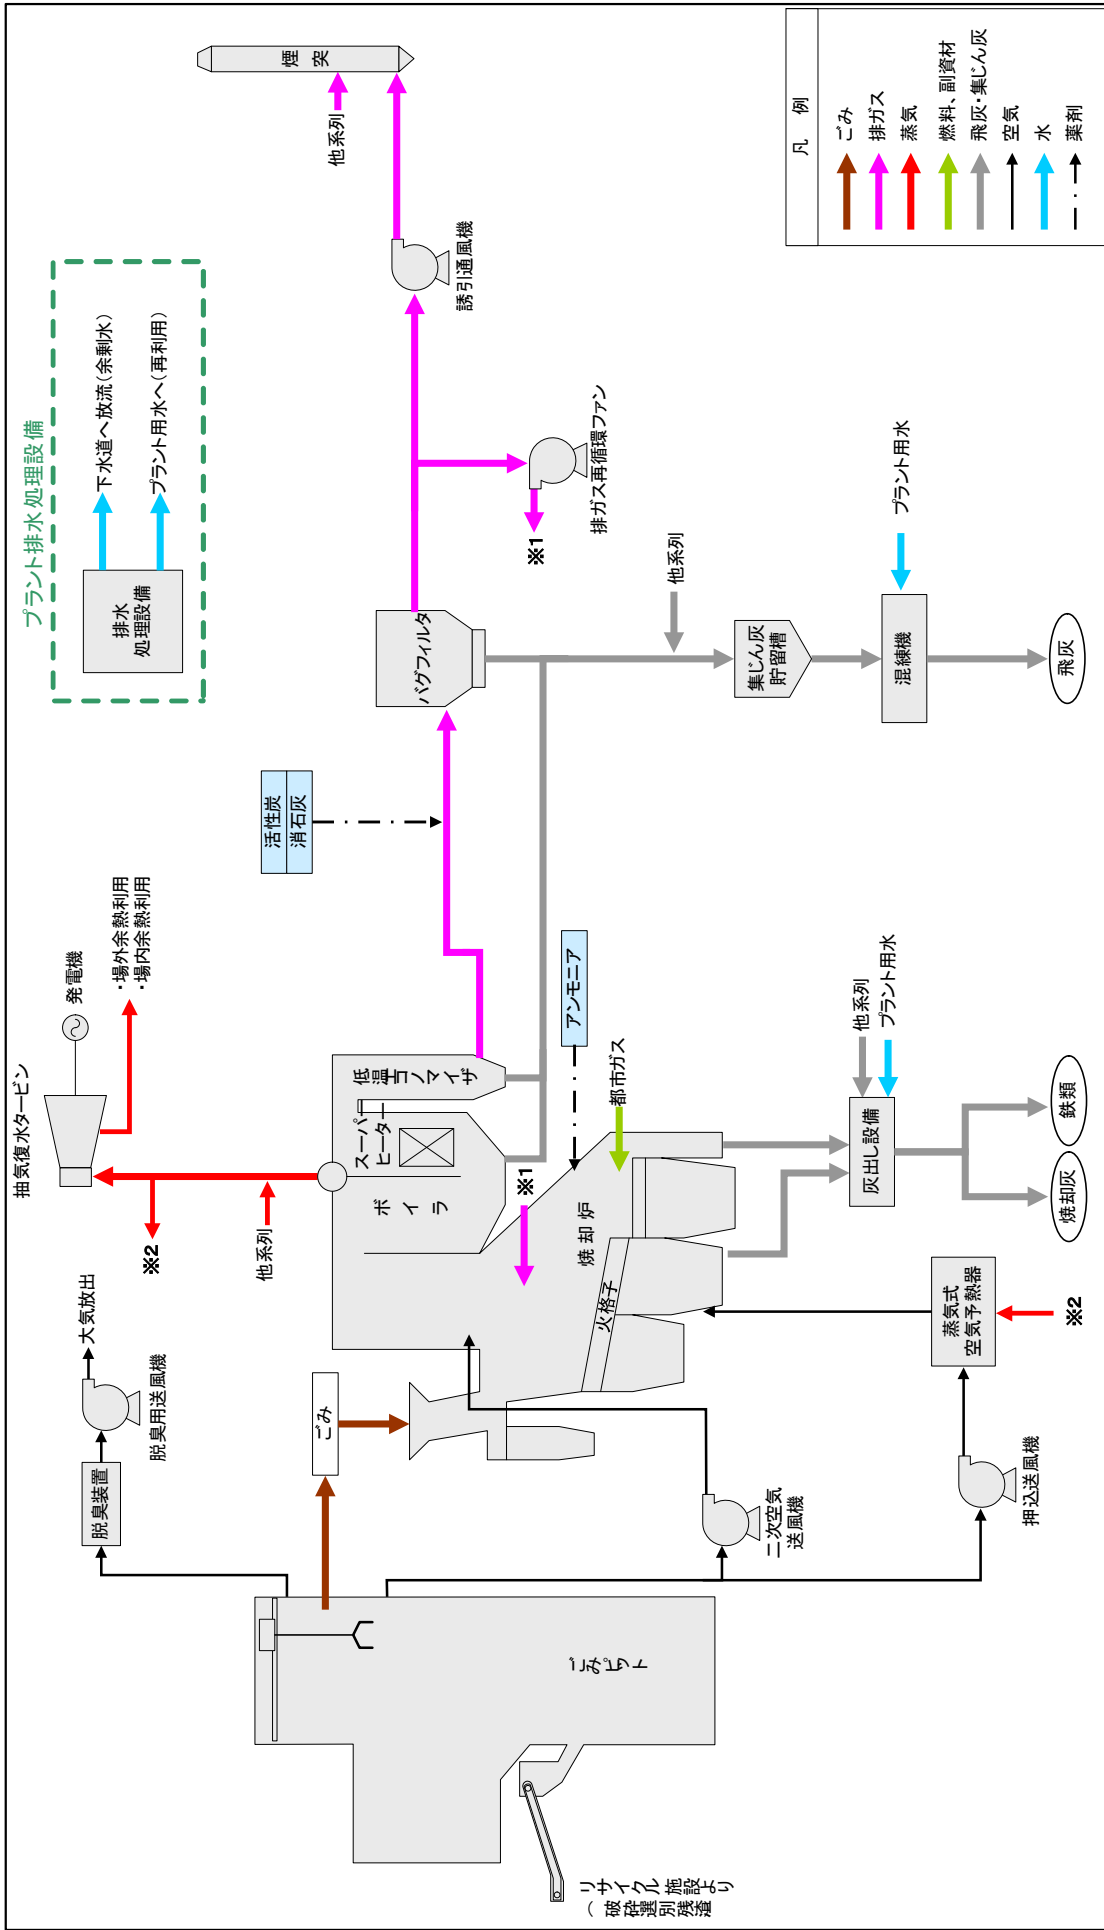 プラント排水処理設備
下水道へ放流(余剰水)
プラント用水へ(再利用)
排水
処理設備
煙 突
他系列
誘引通風機
排ガス再循環ファン
※1
バグフィルタ
活性炭
消石灰
他系列
集じん灰
貯留槽
プラント用水
混練機
飛灰
凡 例
ごみ
排ガス
蒸気
燃料、副資材
飛灰・集じん灰
空気
水
薬剤
抽気復水タービン
発電機
・場外余熱利用
・場内余熱利用
※2
他系列
低温エコノマイザ
スーパー
ヒーター
ボイラ
アンモニア
都市ガス
※1
焼却炉
火格子
他系列
プラント用水
灰出し設備
鉄類
焼却灰
大気放出
脱臭用送風機
脱臭装置
ごみ
ごみピット
二次空気
送風機
蒸気式
空気予熱器
※2
押込送風機
リサイクル施設より
(破砕選別残渣